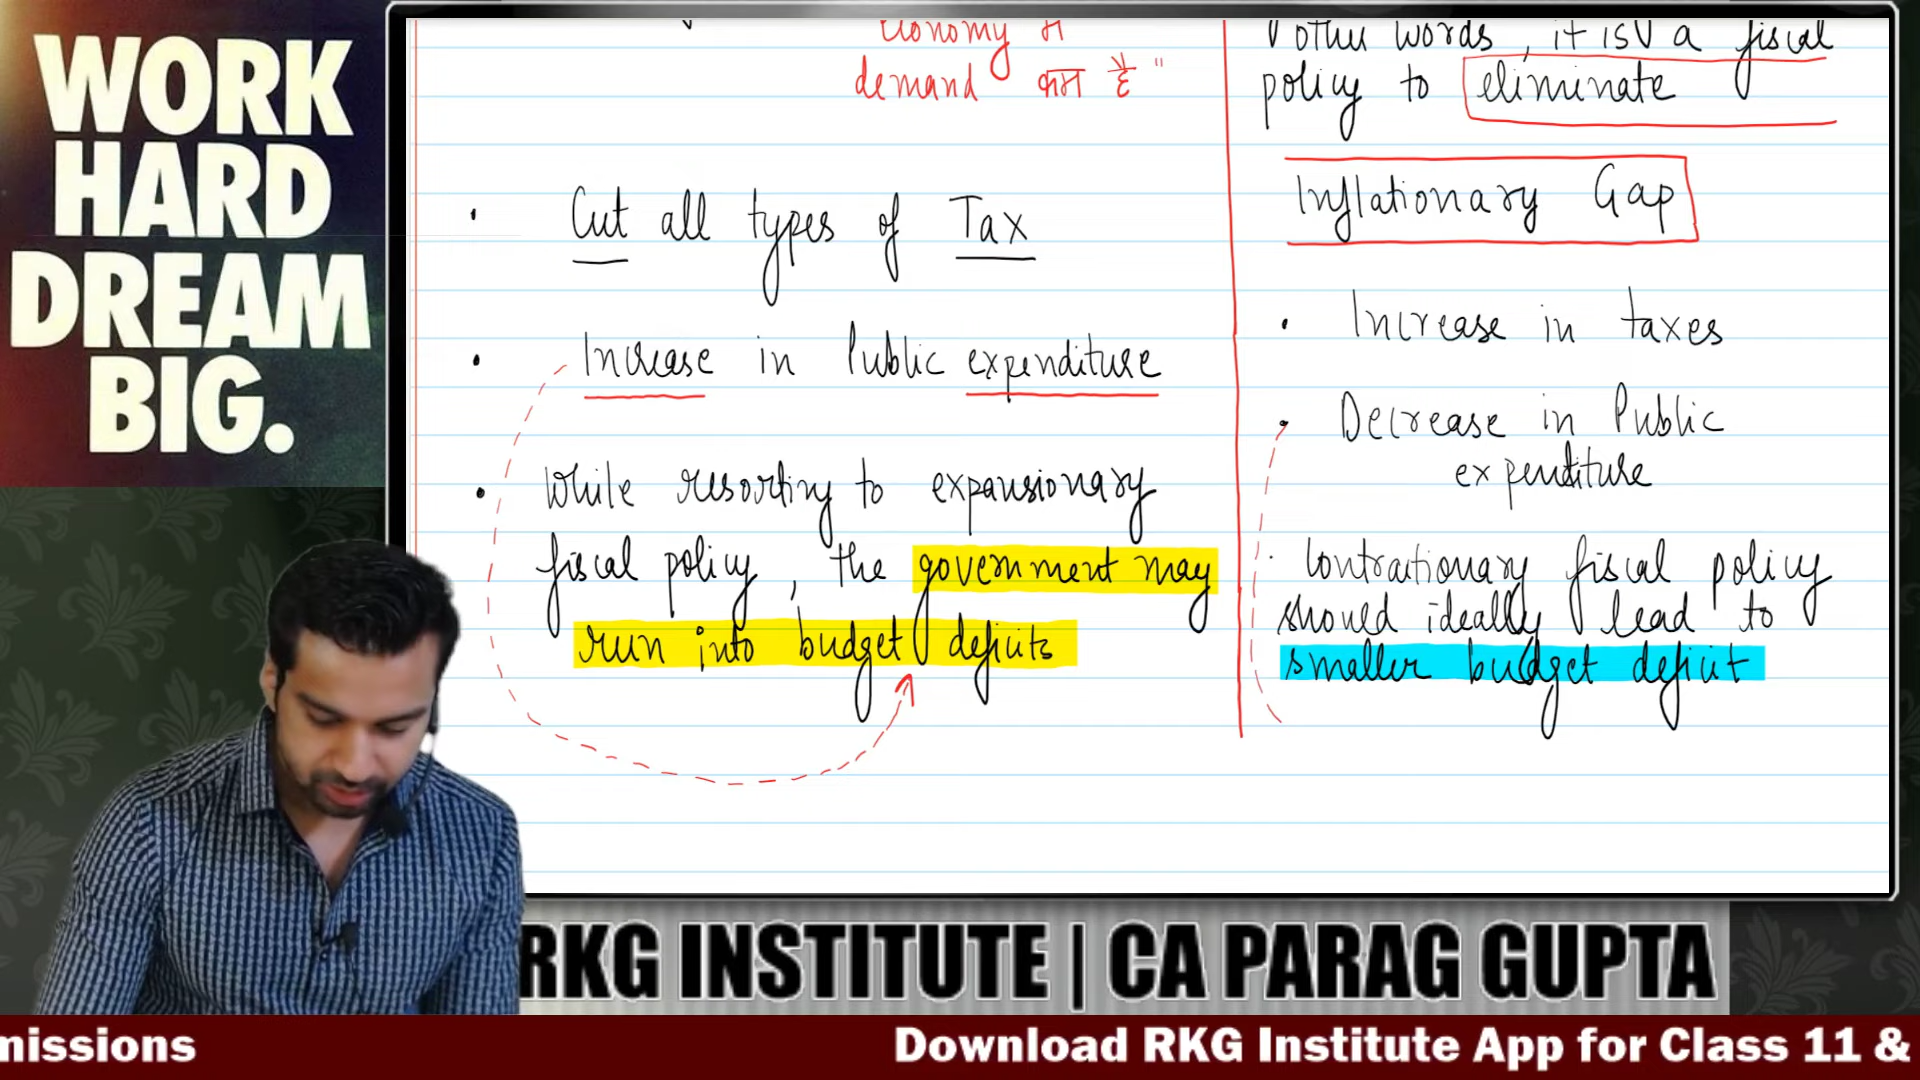 WORK
HARD
DREAM
BIG.
demand कम है "
• Cut all types of Tax
• Increase in Public expenditure
• While resorting to expansionary
fiscal policy, the government may
run into budget deficits
other words, it is a fiscal
policy to eliminate
Inflationary Gap
• Increase in taxes
• Decrease in Public
expenditure
• Contractionary fiscal policy
should ideally lead to
smaller budget deficit
RKG INSTITUTE | CA PARAG GUPTA
missions
Download RKG Institute App for Class 11 &